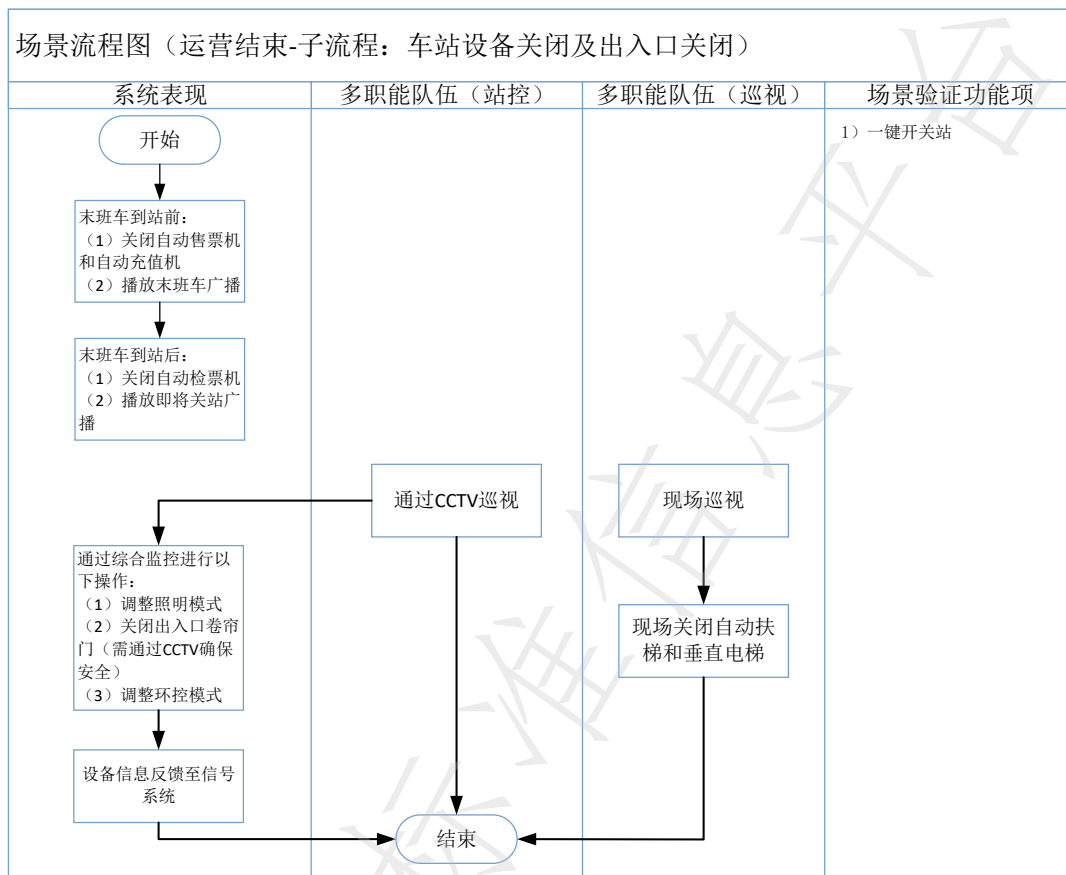 场景流程图（运营结束-子流程：车站设备关闭及出入口关闭）
系统表现
多职能队伍（站控）
多职能队伍（巡视）
场景验证功能项
开始
1）一键开关站
末班车到站前：
（1）关闭自动售票机
和自动充值机
（2）播放末班车广播
末班车到站后：
（1）关闭自动检票机
（2）播放即将关站广
播
通过CCTV巡视
现场巡视
通过综合监控进行以
下操作：
（1）调整照明模式
（2）关闭出入口卷帘
门（需通过CCTV确保
安全）
（3）调整环控模式
现场关闭自动扶
梯和垂直电梯
设备信息反馈至信号
系统
结束
标准信息平台